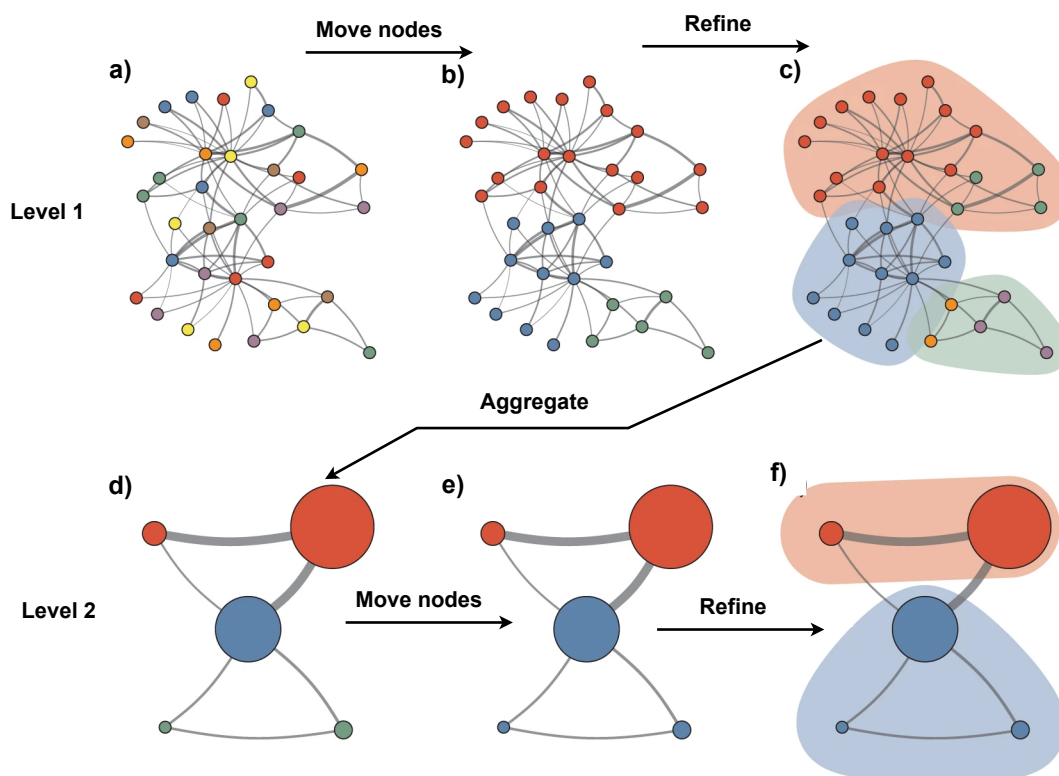 Move nodes
Refine
a)
b)
c)
Level 1
Aggregate
d)
e)
f)
Level 2
Move nodes
Refine